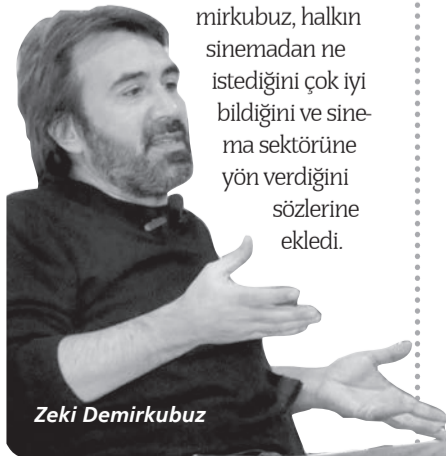 mirkubuz, halkın
sinemadan ne
istediğini çok iyi
bildiğini ve sine-
ma sektörüne
yön verdiğini
sözlerine
ekledi.
Zeki Demirkubuz